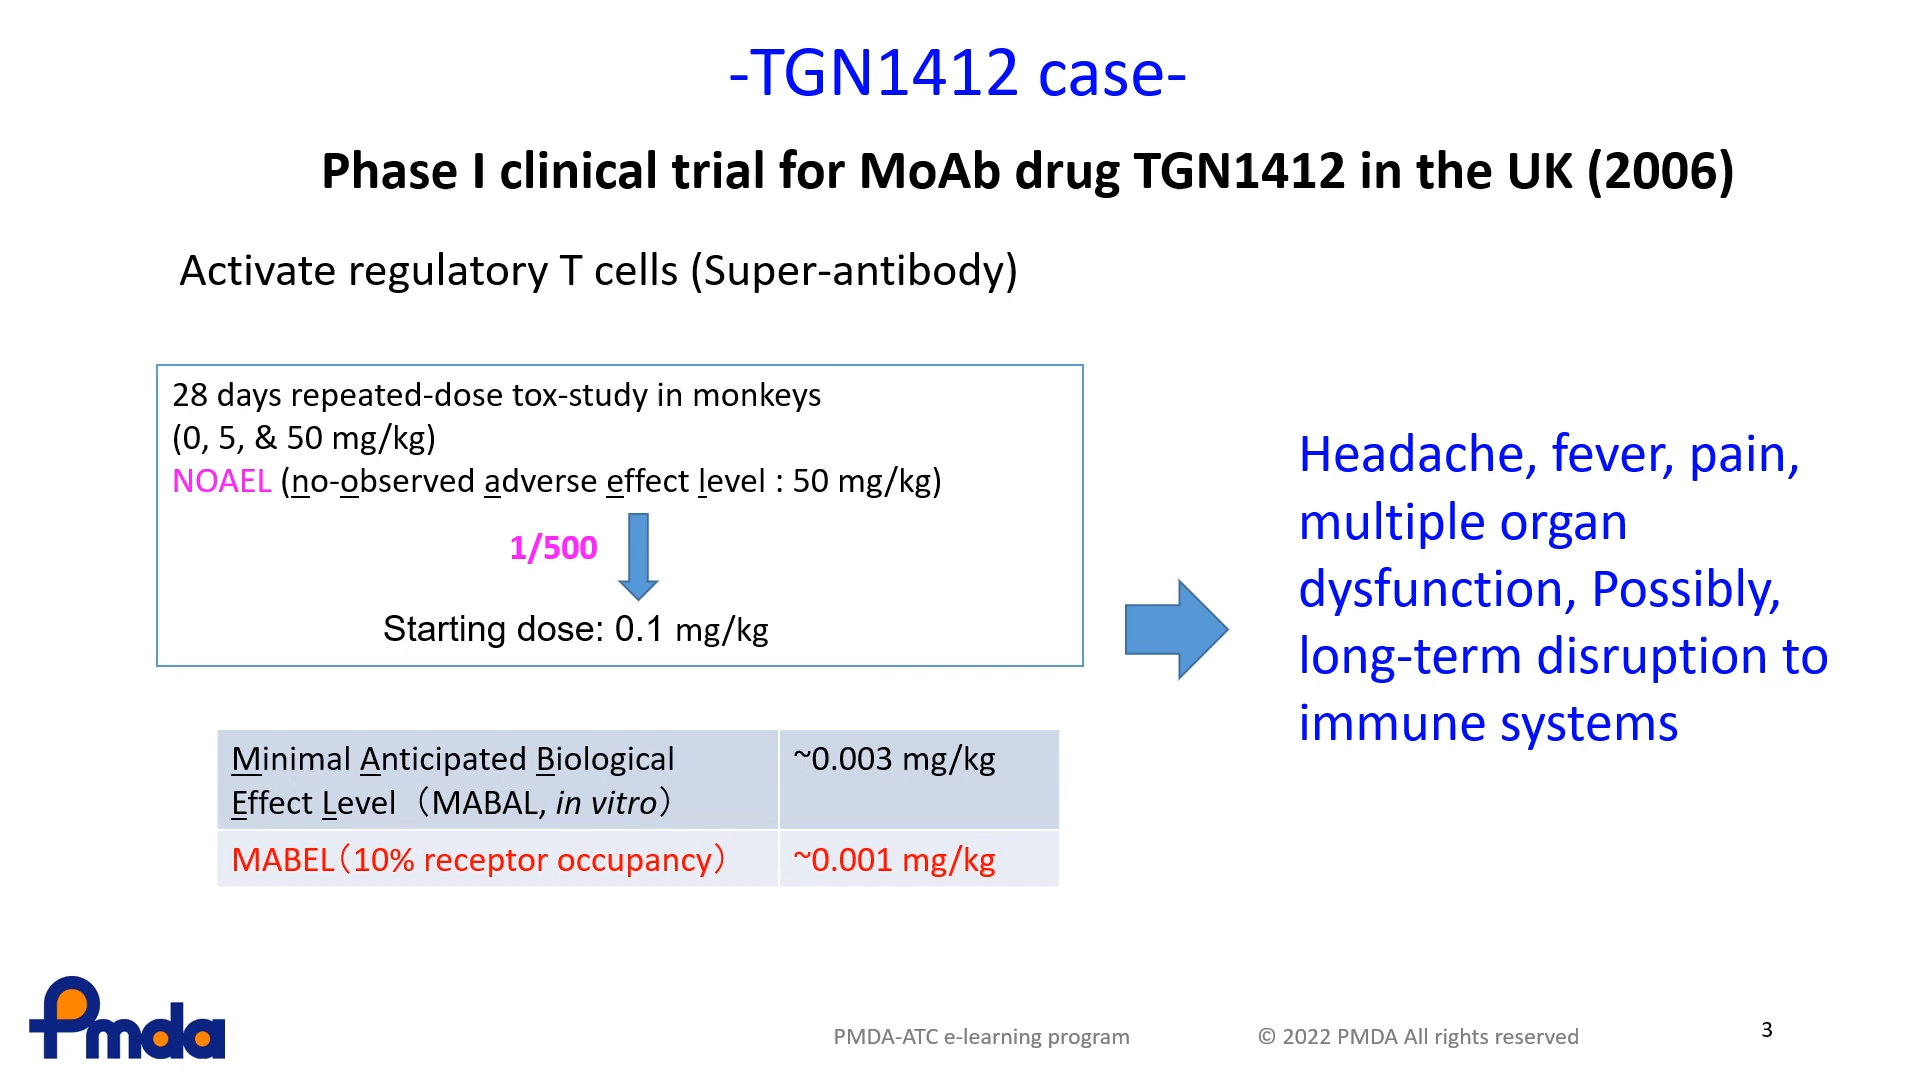 -TGN1412 case-
Phase I clinical trial for MoAb drug TGN1412 in the UK (2006)
Activate regulatory T cells (Super-antibody)
28 days repeated-dose tox-study in monkeys
(0, 5, & 50 mg/kg)
NOAEL (no-observed adverse effect level : 50 mg/kg)
1/500
Starting dose: 0.1 mg/kg
Headache, fever, pain,
multiple organ
dysfunction, Possibly,
long-term disruption to
immune systems
Minimal Anticipated Biological
Effect Level（MABAL, in vitro）
~0.003 mg/kg
MABEL（10% receptor occupancy）
~0.001 mg/kg
Pmda
PMDA-ATC e-learning program
© 2022 PMDA All rights reserved
3